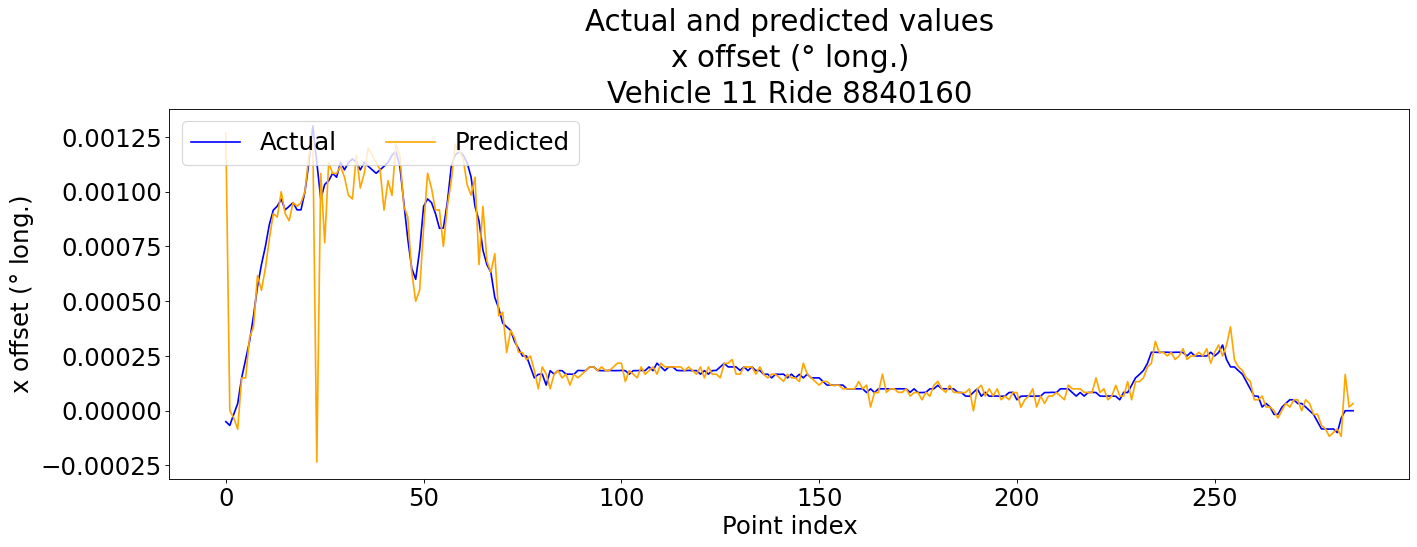 Actual and predicted values
x offset (° long.)
Vehicle 11 Ride 8840160
Actual
Predicted
0.00125
0.00100
0.00075
0.00050
0.00025
0.00000
−0.00025
x offset (° long.)
0
50
100
150
200
250
Point index